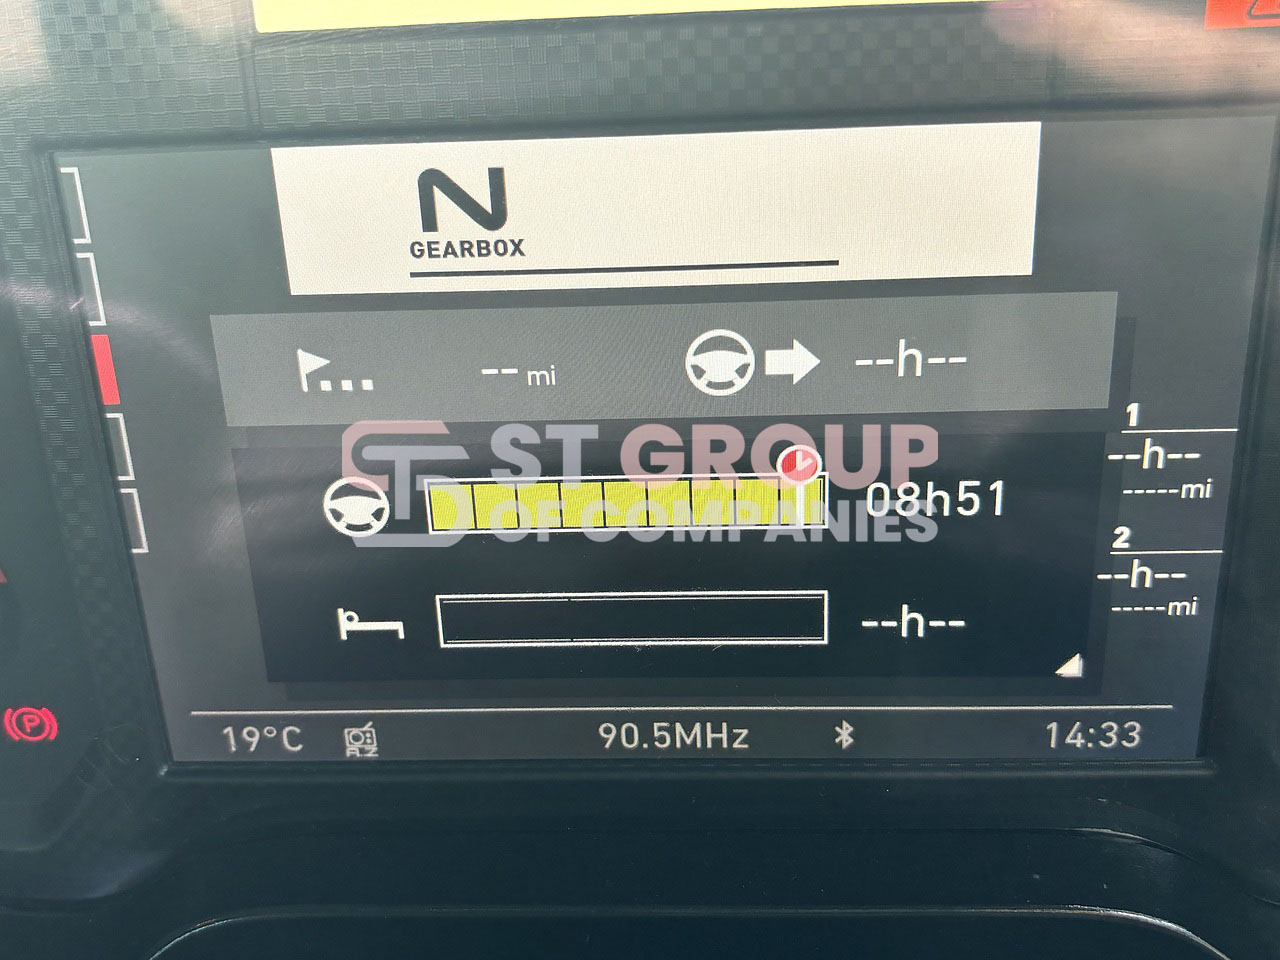 N
GEARBOX
-- mi
--h--
1
--h--
-----mi
ST GROUP
OF COMPANIES
08h51
2
--h--
-----mi
--h--
P
19°C
A.Z
90.5MHz
14:33